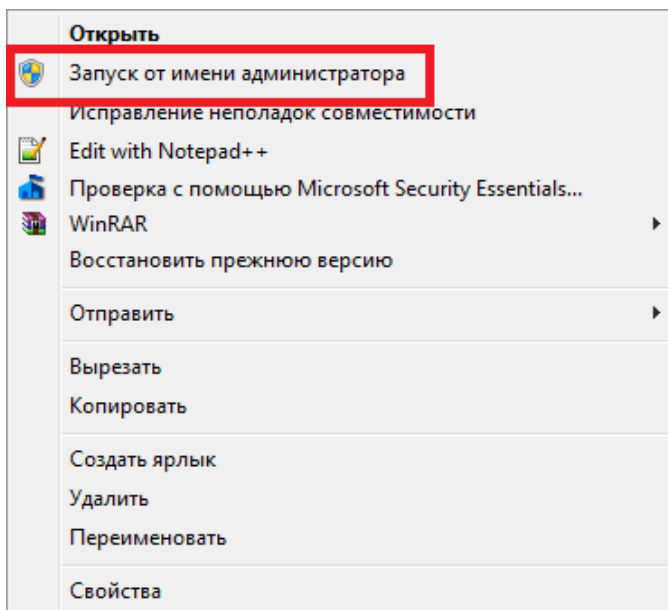 Открыть
Запуск от имени администратора
Исправление неполадок совместимости
Edit with Notepad++
Проверка с помощью Microsoft Security Essentials...
WinRAR
Восстановить прежнюю версию
Отправить
Вырезать
Копировать
Создать ярлык
Удалить
Переименовать
Свойства